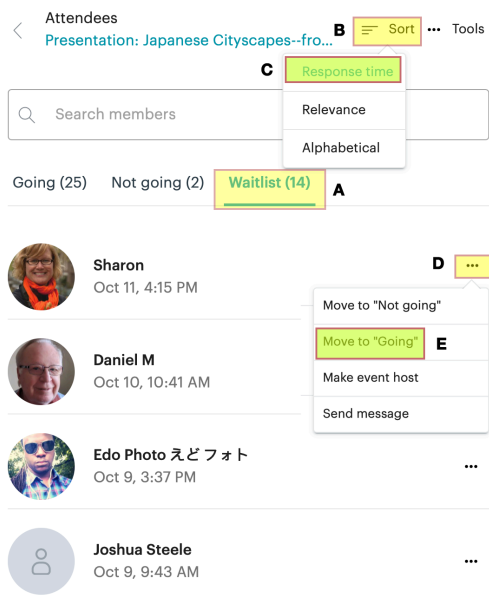 Attendees
Presentation: Japanese Cityscapes--fro...
B
Sort
Tools
C
Response time
Relevance
Alphabetical
Search members
Going (25)
Not going (2)
Waitlist (14)
A
Sharon
Oct 11, 4:15 PM
D
Move to "Not going"
Move to "Going"
E
Make event host
Send message
Daniel M
Oct 10, 10:41 AM
Edo Photo えど フォト
Oct 9, 3:37 PM
Joshua Steele
Oct 9, 9:43 AM